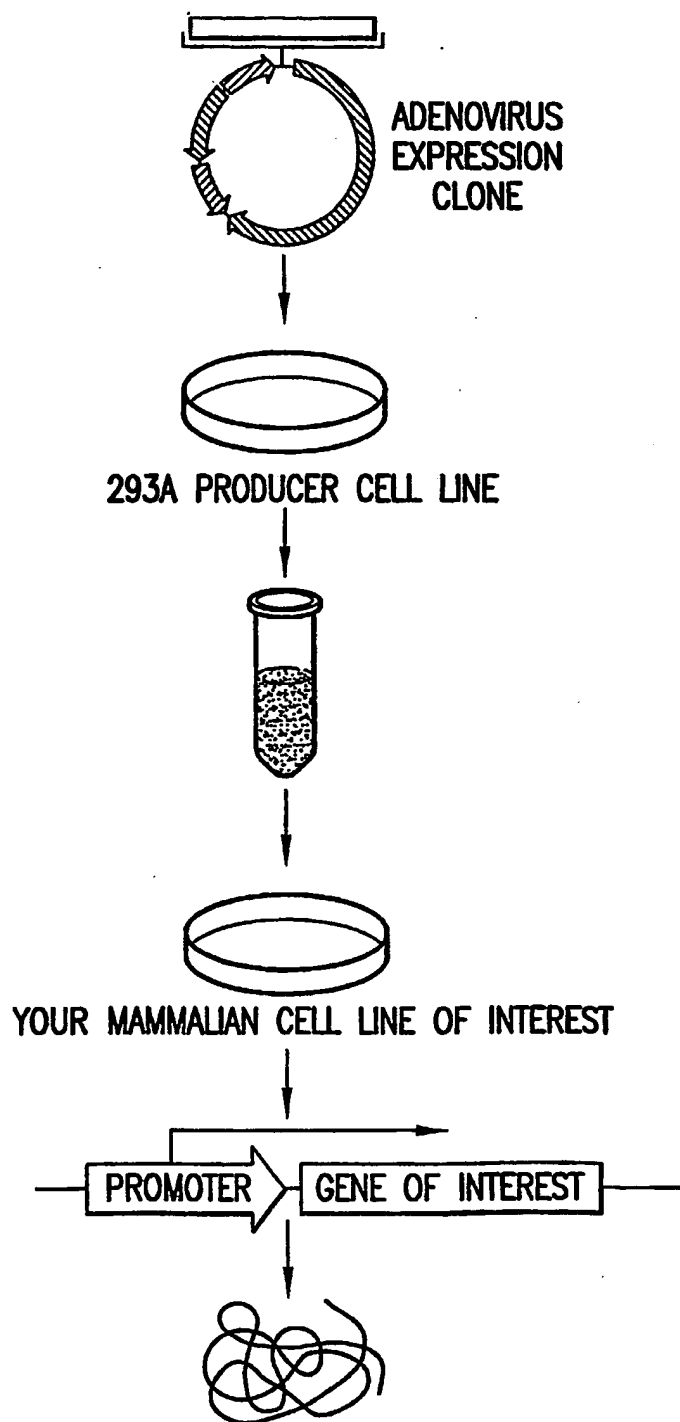 ADENOVIRUS
EXPRESSION
CLONE
293A PRODUCER CELL LINE
YOUR MAMMALIAN CELL LINE OF INTEREST
PROMOTER
GENE OF INTEREST